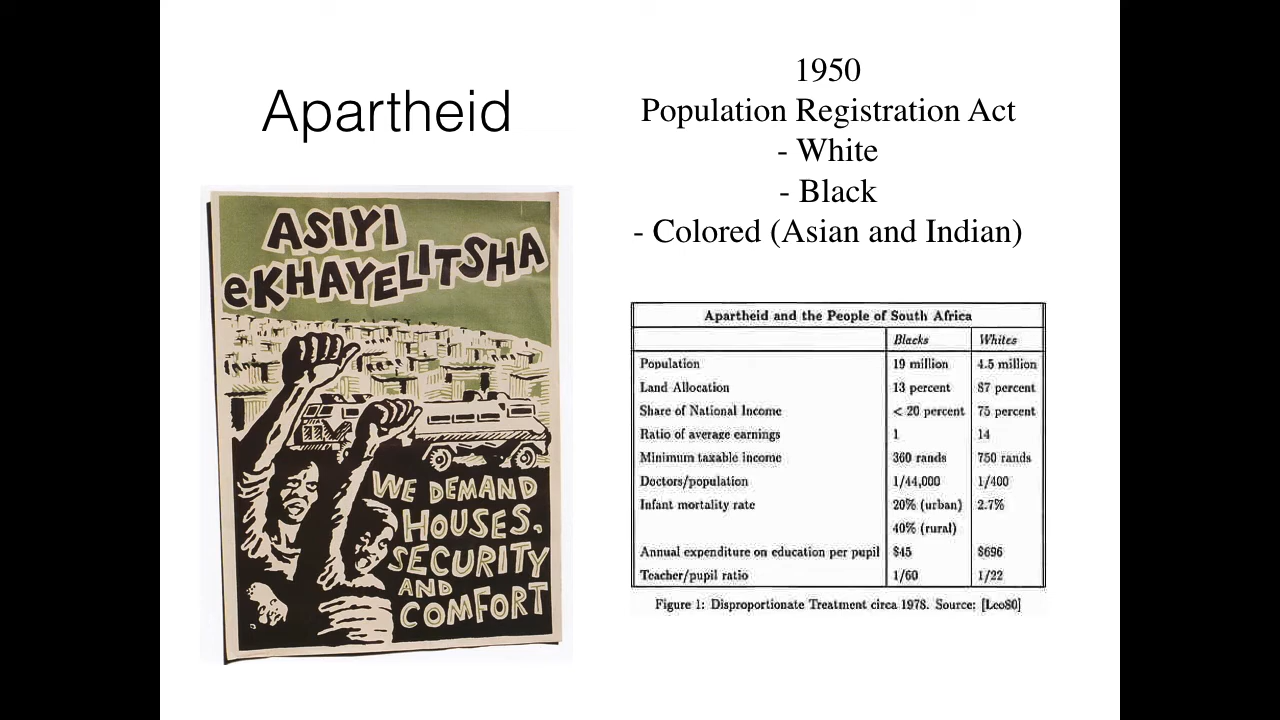 Apartheid
1950
Population Registration Act
- White
- Black
- Colored (Asian and Indian)
ASIYI
eKHAYELITSHA
WE DEMAND
HOUSES,
SECURITY
AND
COMFORT
Apartheid and the People of South Africa
Blacks Whites
Population 19 million 4.5 million
Land Allocation 13 percent 87 percent
Share of National Income < 20 percent 75 percent
Ratio of average earnings 1 14
Minimum taxable income 360 rands 750 rands
Doctors/population 1/44,000 1/400
Infant mortality rate 20% (urban) 2.7%
40% (rural)
Annual expenditure on education per pupil $45 $696
Teacher/pupil ratio 1/60 1/22
Figure 1: Disproportionate Treatment circa 1978. Source: [Leo80]